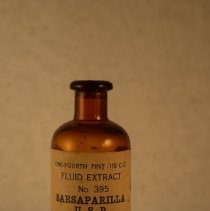 ONE-FOURTH PINT (118 C.C.)
FLUID EXTRACT
No. 395
SARSAPARILLA
U.S.P.